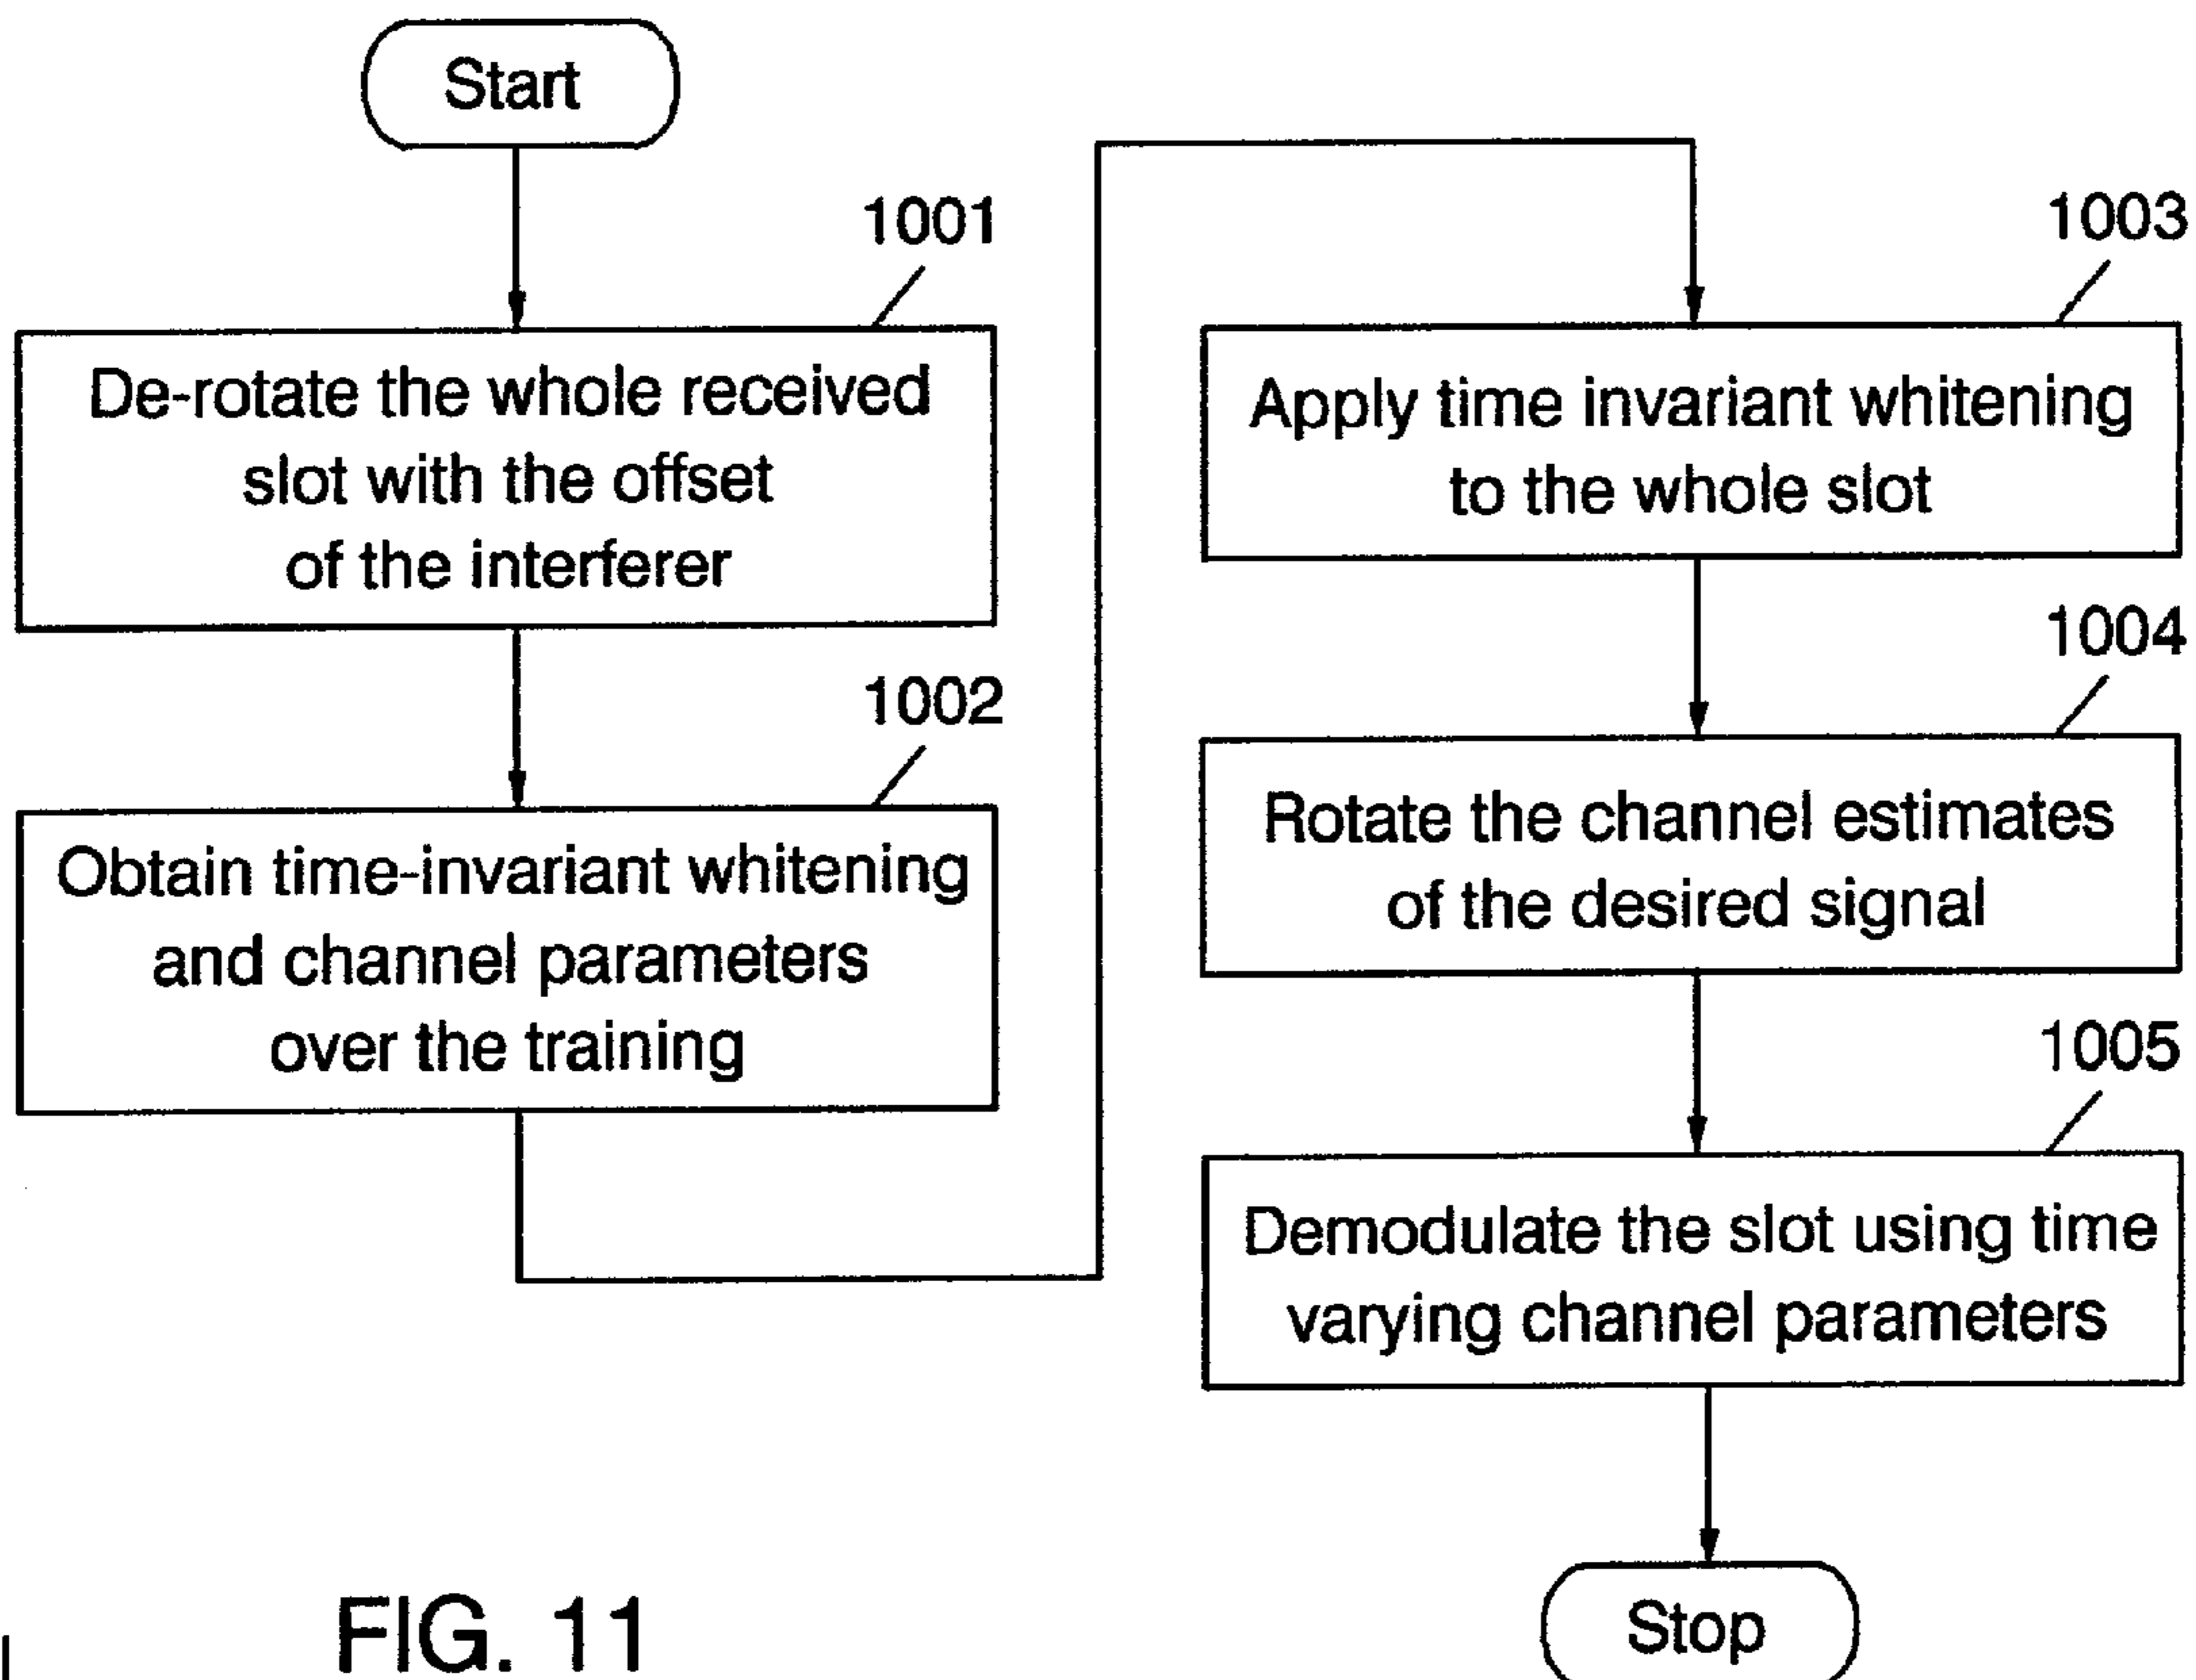 Start
1001
De-rotate the whole received
slot with the offset
of the interferer
1002
Obtain time-invariant whitening
and channel parameters
over the training
1003
Apply time invariant whitening
to the whole slot
1004
Rotate the channel estimates
of the desired signal
1005
Demodulate the slot using time
varying channel parameters
Stop
FIG. 11